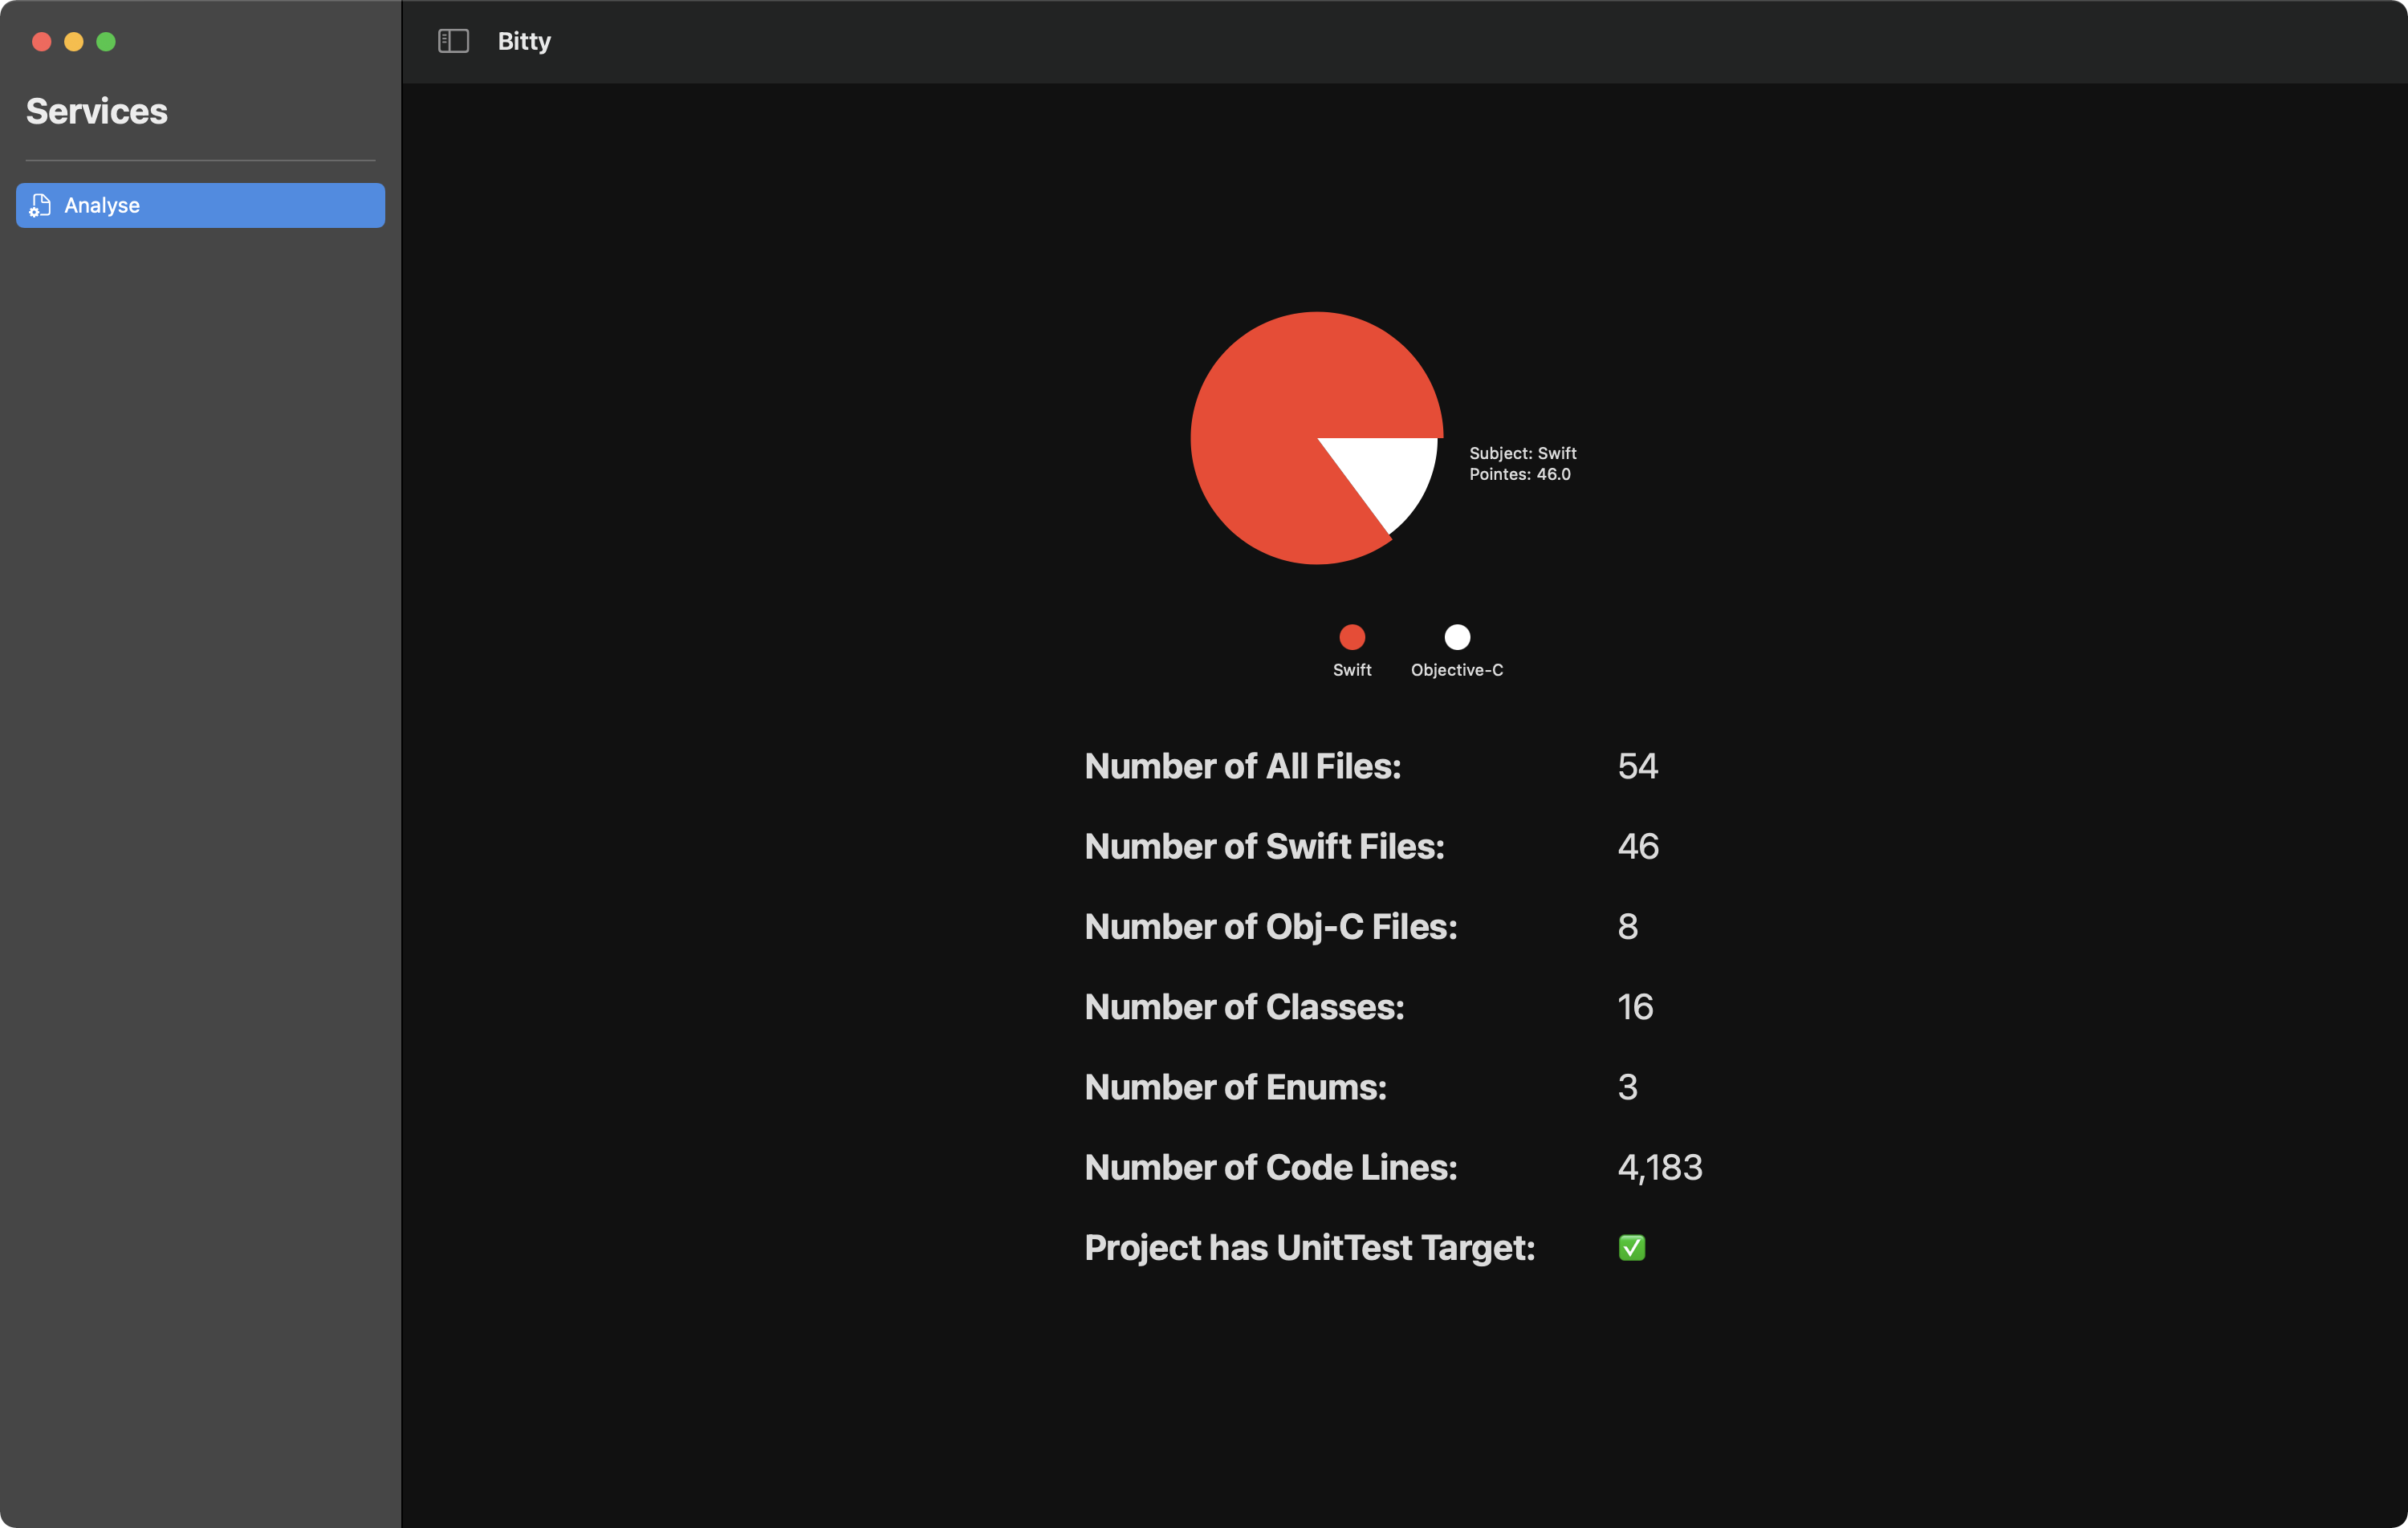 Bitty
Services
Analyse
Subject: Swift
Pointes: 46.0
Swift
Objective-C
Number of All Files: 54
Number of Swift Files: 46
Number of Obj-C Files: 8
Number of Classes: 16
Number of Enums: 3
Number of Code Lines: 4,183
Project has UnitTest Target: ✅